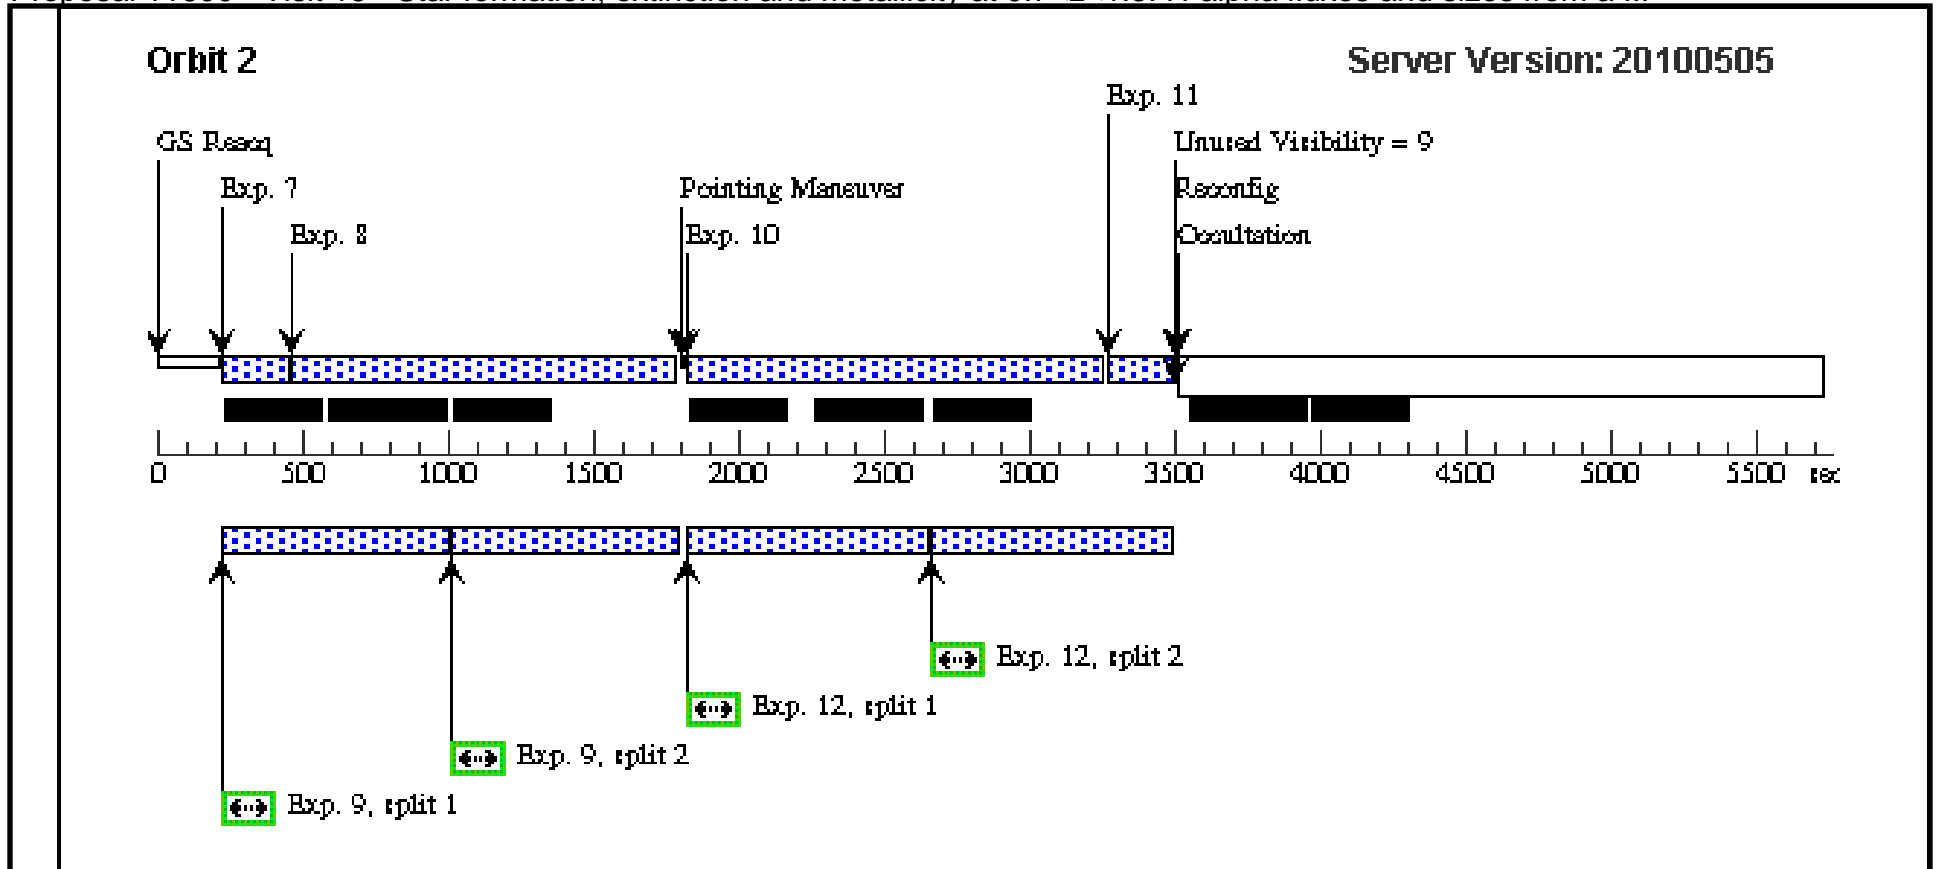 Orbit 2
Server Version: 20100505
Exp. 11
GS Reacq
Unused Visibility = 9
Exp. 7
Pointing Maneuver
Reconfig
Exp. 8
Exp. 10
Occultation
0 500 1000 1500 2000 2500 3000 3500 4000 4500 5000 5500 sec
Exp. 12, split 2
Exp. 12, split 1
Exp. 9, split 2
Exp. 9, split 1